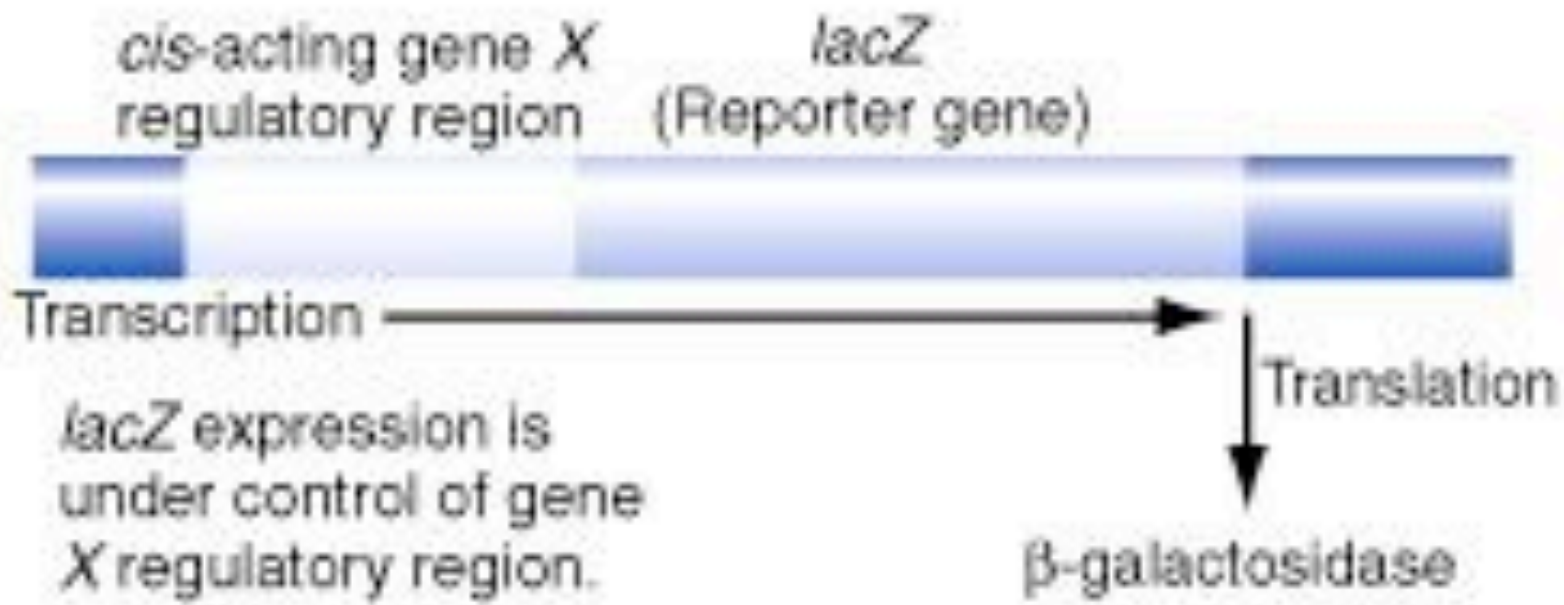 cis-acting gene X
regulatory region
lacZ
(Reporter gene)
Transcription
Translation
lacZ expression is
under control of gene
X regulatory region.
β-galactosidase